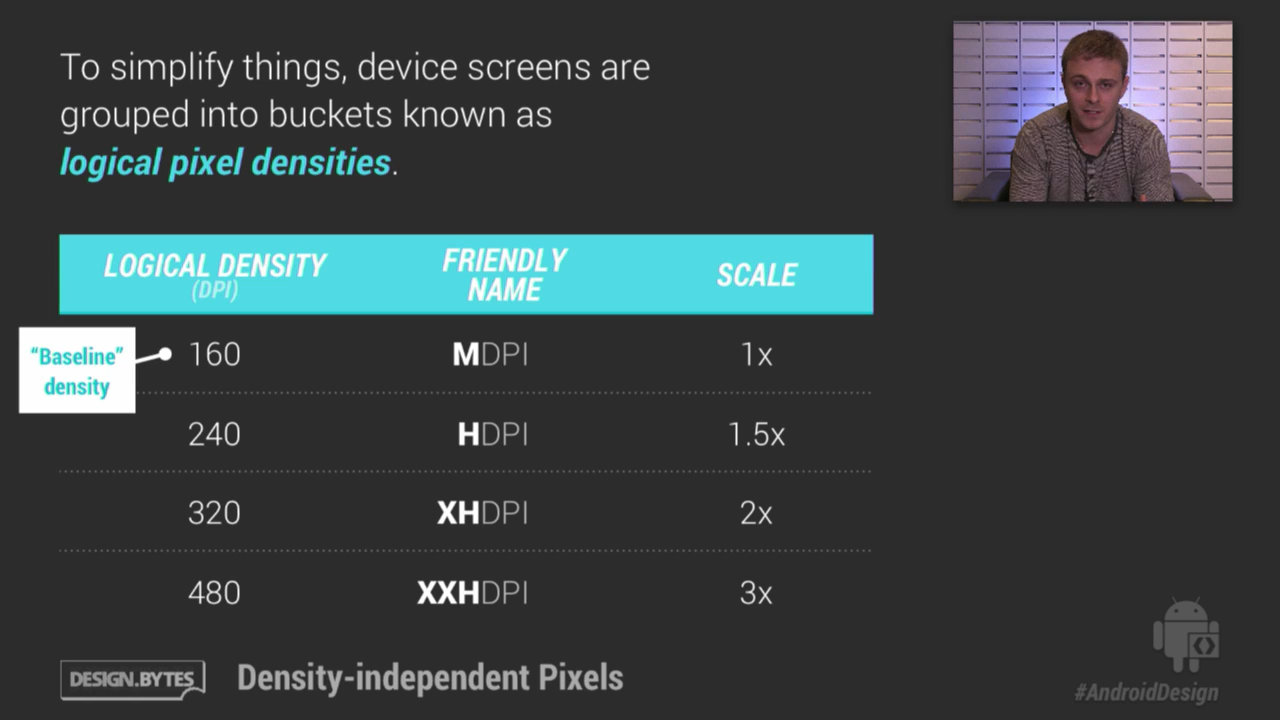 To simplify things, device screens are
grouped into buckets known as
logical pixel densities.
LOGICAL DENSITY
(DPI)
FRIENDLY
NAME
SCALE
"Baseline"
density
160 MDPI 1x
240 HDPI 1.5x
320 XHDPI 2x
480 XXHDPI 3x
DESIGN.BYTES Density-independent Pixels
#AndroidDesign